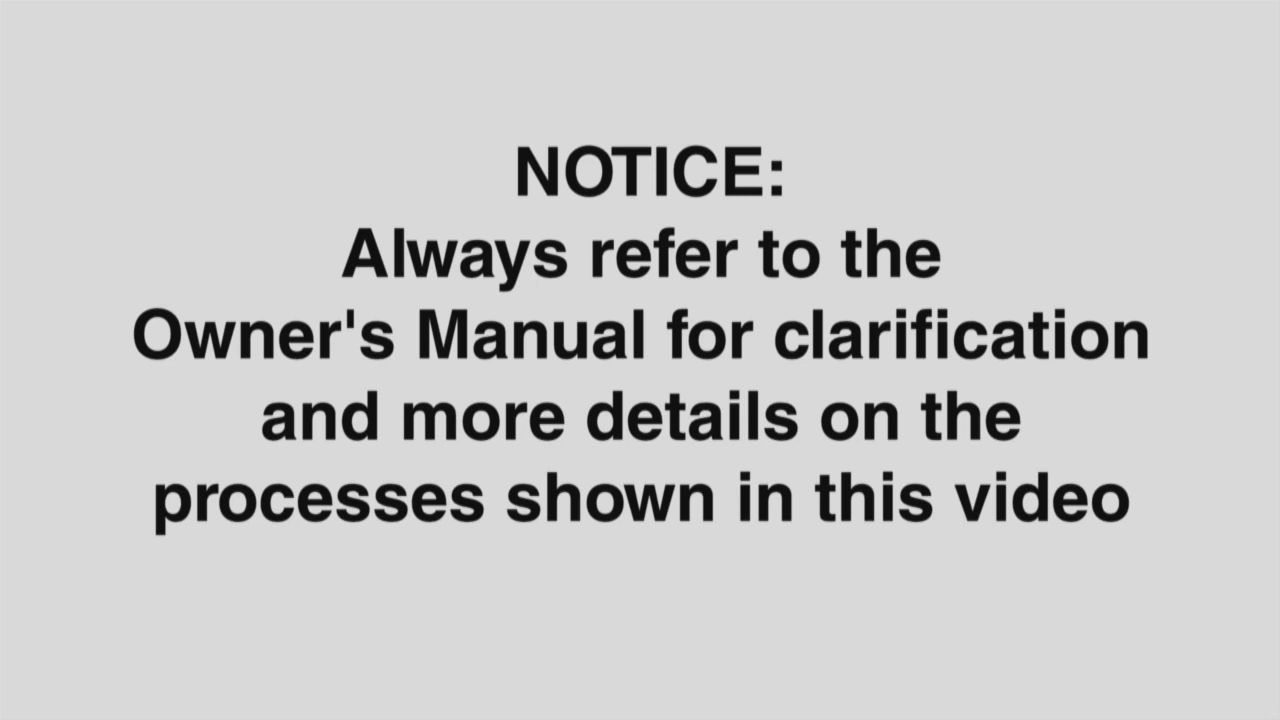 NOTICE:
Always refer to the
Owner's Manual for clarification
and more details on the
processes shown in this video